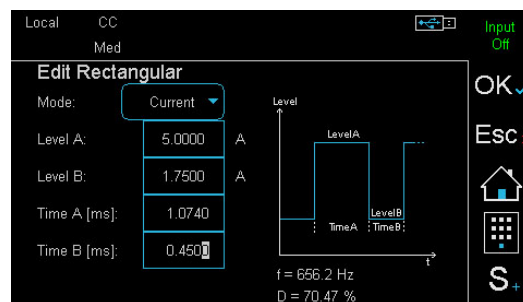 Local CC
Med
Input
Off
Edit Rectangular
Mode: Current
Level A: 5.0000 A
Level B: 1.7500 A
Time A [ms]: 1.0740
Time B [ms]: 0.4500
Level
LevelA
LevelB
TimeA TimeB
t
f = 656.2 Hz
D = 70.47 %
OK
Esc
S+